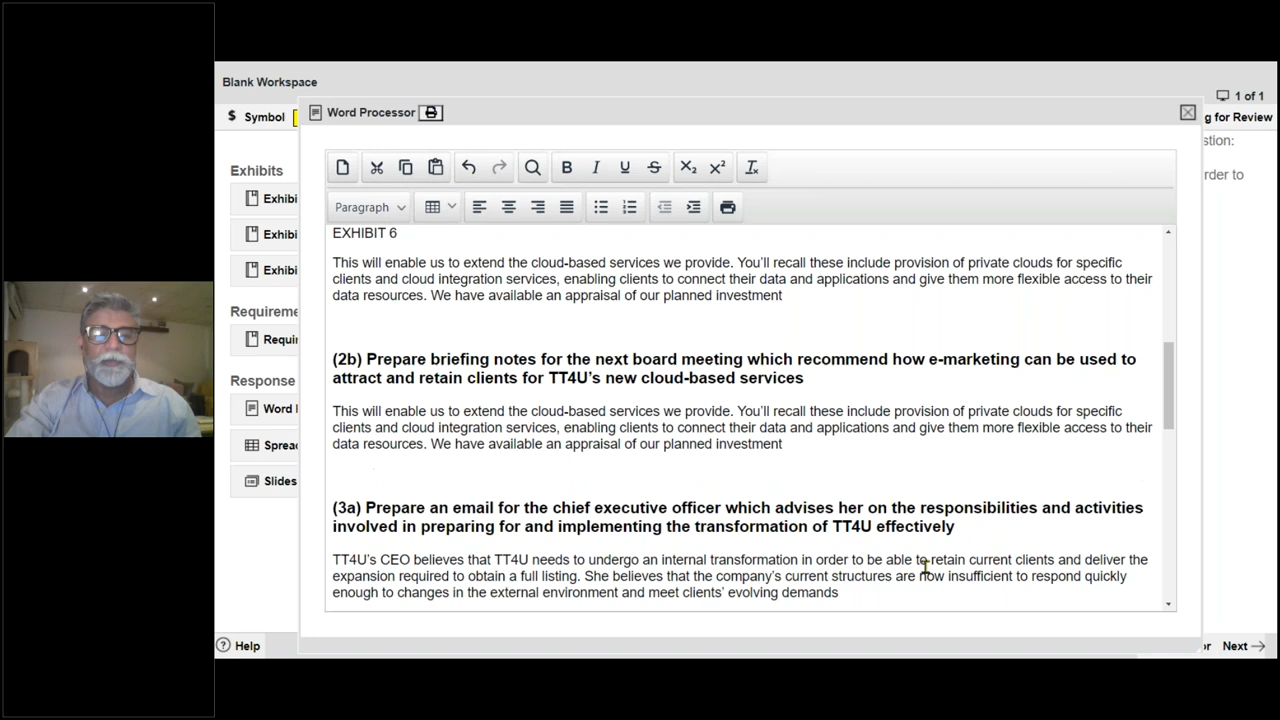 Blank Workspace
1 of 1
$ Symbol
Word Processor
g for Review
stion:
rder to
Exhibits
Exhibi
Exhibi
Exhibi
Requireme
Requir
Response
Word
Sprea
Slides
Paragraph
EXHIBIT 6
This will enable us to extend the cloud-based services we provide. You'll recall these include provision of private clouds for specific
clients and cloud integration services, enabling clients to connect their data and applications and give them more flexible access to their
data resources. We have available an appraisal of our planned investment
(2b) Prepare briefing notes for the next board meeting which recommend how e-marketing can be used to
attract and retain clients for TT4U's new cloud-based services
This will enable us to extend the cloud-based services we provide. You'll recall these include provision of private clouds for specific
clients and cloud integration services, enabling clients to connect their data and applications and give them more flexible access to their
data resources. We have available an appraisal of our planned investment
(3a) Prepare an email for the chief executive officer which advises her on the responsibilities and activities
involved in preparing for and implementing the transformation of TT4U effectively
TT4U's CEO believes that TT4U needs to undergo an internal transformation in order to be able to retain current clients and deliver the
expansion required to obtain a full listing. She believes that the company's current structures are now insufficient to respond quickly
enough to changes in the external environment and meet clients' evolving demands
Help
or Next